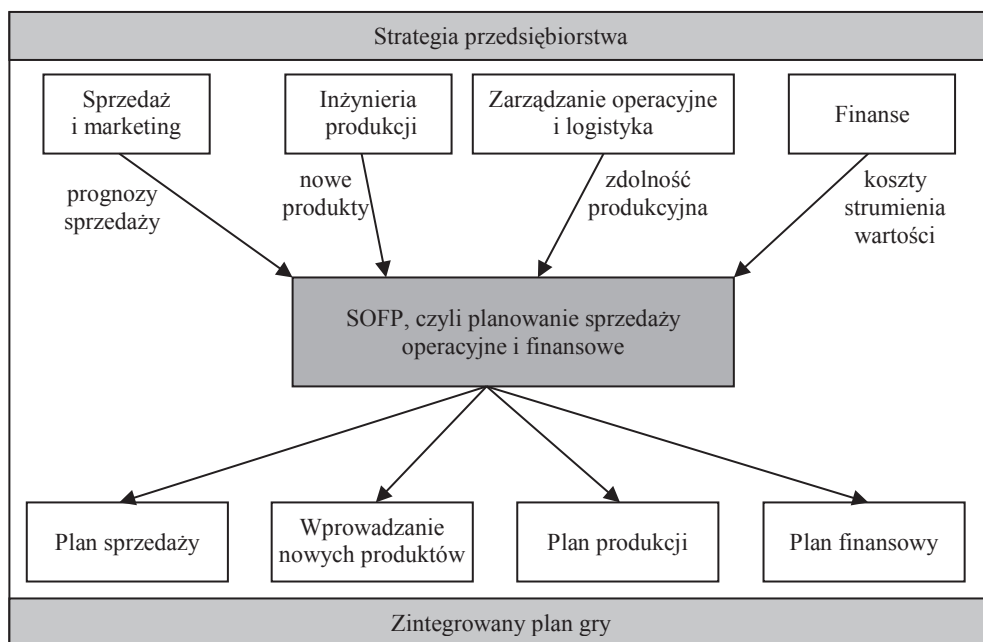 Strategia przedsiębiorstwa
Sprzedaż
i marketing
Inżynieria
produkcji
Zarządzanie operacyjne
i logistyka
Finanse
prognozy
sprzedaży
nowe
produkty
zdolność
produkcyjna
koszty
strumienia
wartości
SOFP, czyli planowanie sprzedaży
operacyjne i finansowe
Plan sprzedaży
Wprowadzanie
nowych produktów
Plan produkcji
Plan finansowy
Zintegrowany plan gry